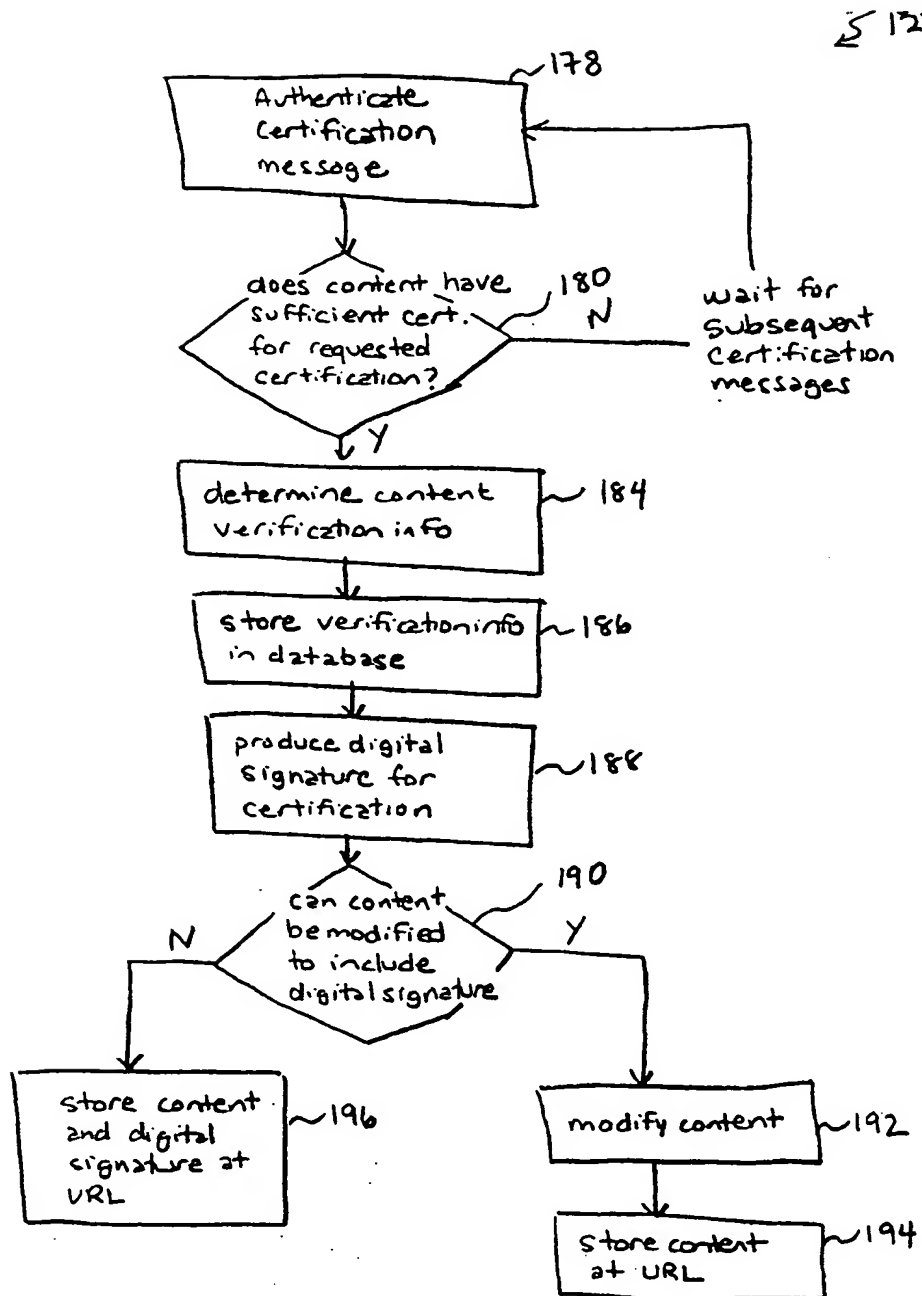 178
Authenticate
Certification
message
does content have
sufficient cert.
for requested
certification?
180
N
wait for
subsequent
certification
messages
Y
determine content
verification info
184
store verification info
in database
186
produce digital
signature for
certification
188
can content
be modified
to include
digital signature
190
N
Y
store content
and digital
signature at
URL
196
modify content
192
store content
at URL
194